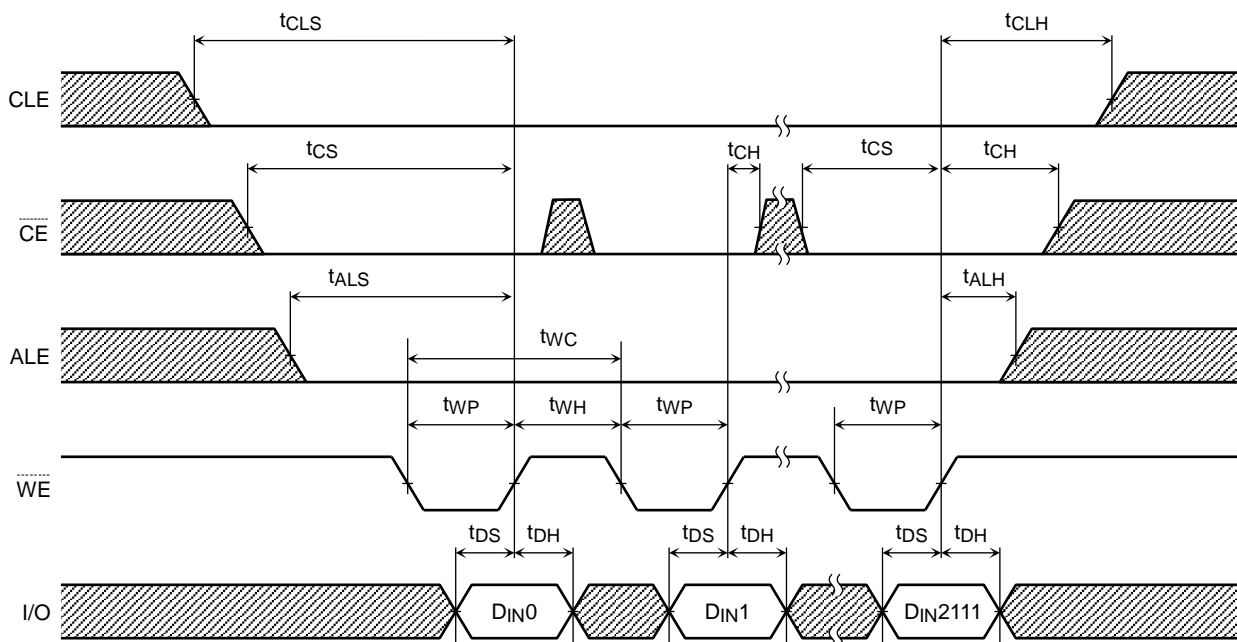 tCLS tCLH
CLE
tCS tCH tCS tCH
CE
tALS tALH
ALE
tWC
tWP tWH tWP tWP
WE
tDS tDH tDS tDH tDS tDH
I/O DIN0 DIN1 DIN2111